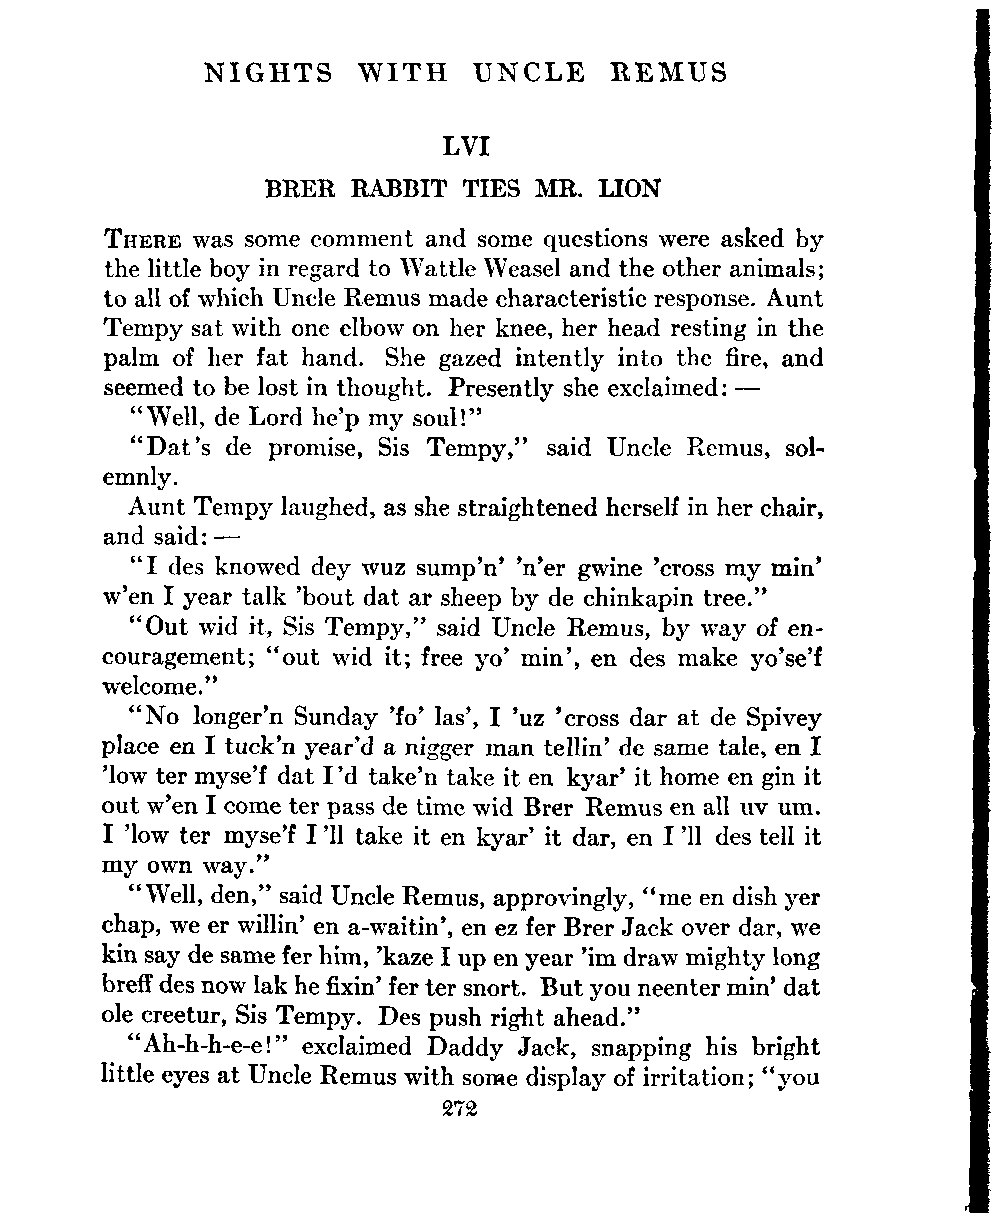 NIGHTS WITH UNCLE REMUS
LVI
BRER RABBIT TIES MR. LION
THERE was some comment and some questions were asked by
the little boy in regard to Wattle Weasel and the other animals;
to all of which Uncle Remus made characteristic response. Aunt
Tempy sat with one elbow on her knee, her head resting in the
palm of her fat hand. She gazed intently into the fire, and
seemed to be lost in thought. Presently she exclaimed: —
"Well, de Lord he'p my soul!"
"Dat's de promise, Sis Tempy," said Uncle Remus, sol-
emnly.
Aunt Tempy laughed, as she straightened herself in her chair,
and said: —
"I des knowed dey wuz sump'n' 'n'er gwine 'cross my min'
w'en I year talk 'bout dat ar sheep by de chinkapin tree."
"Out wid it, Sis Tempy," said Uncle Remus, by way of en-
couragement; "out wid it; free yo' min', en des make yo'se'f
welcome."
"No longer'n Sunday 'fo' las', I 'uz 'cross dar at de Spivey
place en I tuck'n year'd a nigger man tellin' de same tale, en I
'low ter myse'f dat I'd take'n take it en kyar' it home en gin it
out w'en I come ter pass de time wid Brer Remus en all uv um.
I 'low ter myse'f I'll take it en kyar' it dar, en I'll des tell it
my own way."
"Well, den," said Uncle Remus, approvingly, "me en dish yer
chap, we er willin' en a-waitin', en ez fer Brer Jack over dar, we
kin say de same fer him, 'kaze I up en year 'im draw mighty long
breff des now lak he fixin' fer ter snort. But you neenter min' dat
ole creetur, Sis Tempy. Des push right ahead."
"Ah-h-h-e-e!" exclaimed Daddy Jack, snapping his bright
little eyes at Uncle Remus with some display of irritation; "you
272